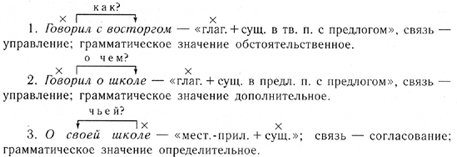 как?
1. Говорил с восторгом — «глаг. + сущ. в тв. п. с предлогом», связь —
управление; грамматическое значение обстоятельственное.
о чем?
2. Говорил о школе — «глаг. + сущ. в предл. п. с предлогом», связь —
управление; грамматическое значение дополнительное.
чьей?
3. О своей школе — «мест.-прил. + сущ.»; связь — согласование;
грамматическое значение определительное.